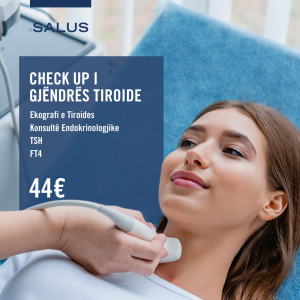 SALUS
CHECK UP I
GJËNDRËS TIROIDE
Ekografi e Tiroides
Konsultë Endokrinologjike
TSH
FT4
44€